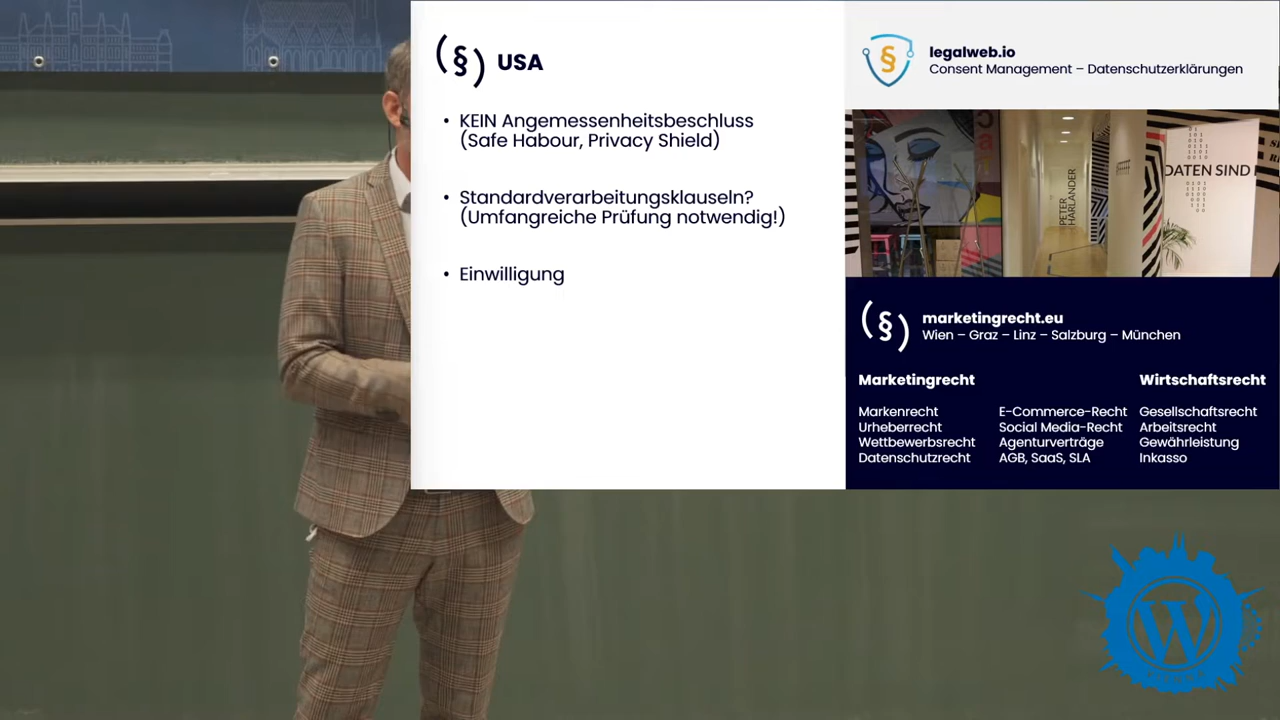 (§) USA
• KEIN Angemessenheitsbeschluss
(Safe Habour, Privacy Shield)
• Standardverarbeitungsklauseln?
(Umfangreiche Prüfung notwendig!)
• Einwilligung
§
legalweb.io
Consent Management – Datenschutzerklärungen
PETER
HARLANDER
DATEN SIND
(§)
marketingrecht.eu
Wien – Graz – Linz – Salzburg – München
Marketingrecht
Markenrecht
Urheberrecht
Wettbewerbsrecht
Datenschutzrecht
E-Commerce-Recht
Social Media-Recht
Agenturverträge
AGB, SaaS, SLA
Wirtschaftsrecht
Gesellschaftsrecht
Arbeitsrecht
Gewährleistung
Inkasso
W